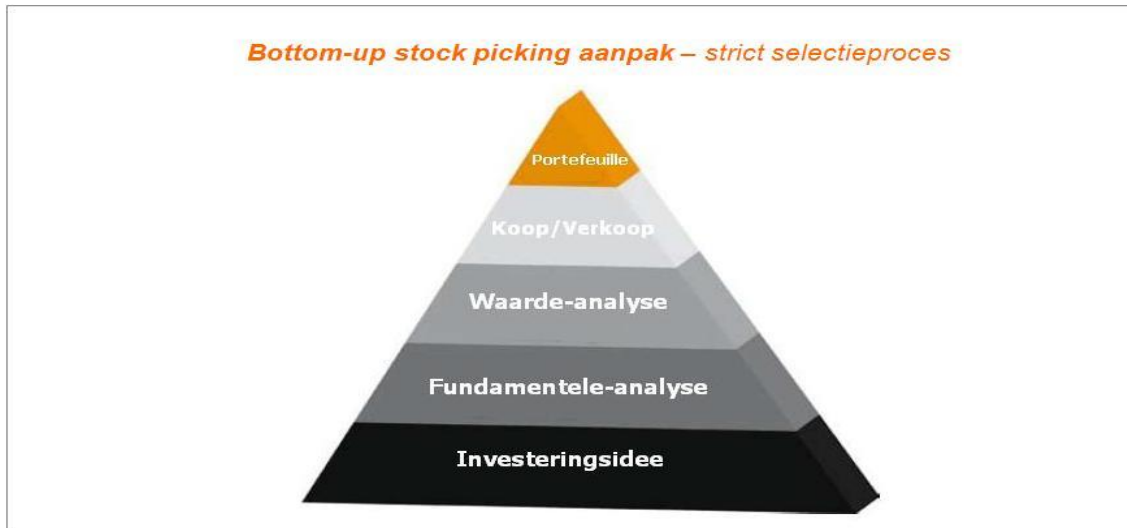 Bottom-up stock picking aanpak – strict selectieproces
Portefeuille
Koop/Verkoop
Waarde-analyse
Fundamentele-analyse
Investeringsidee